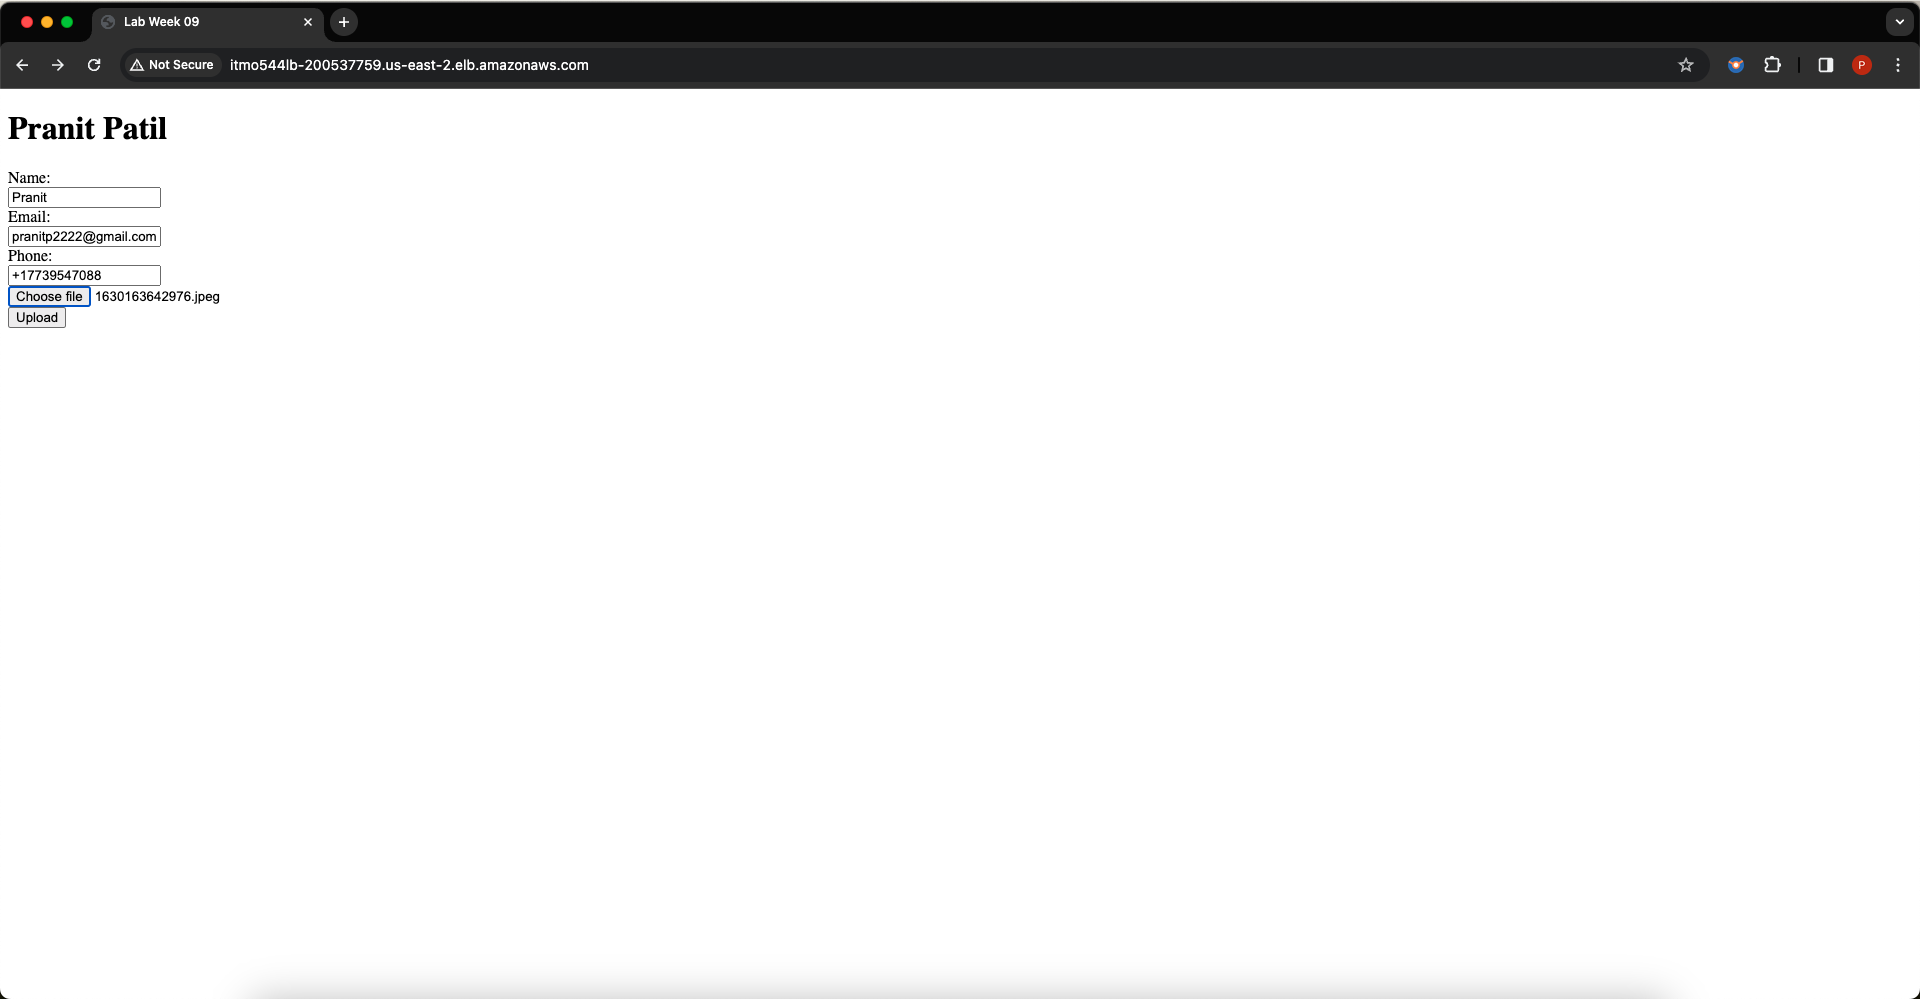 Lab Week 09
Not Secure itmo544lb-200537759.us-east-2.elb.amazonaws.com
P
Pranit Patil
Name:
Pranit
Email:
pranitp2222@gmail.com
Phone:
+17739547088
Choose file 1630163642976.jpeg
Upload